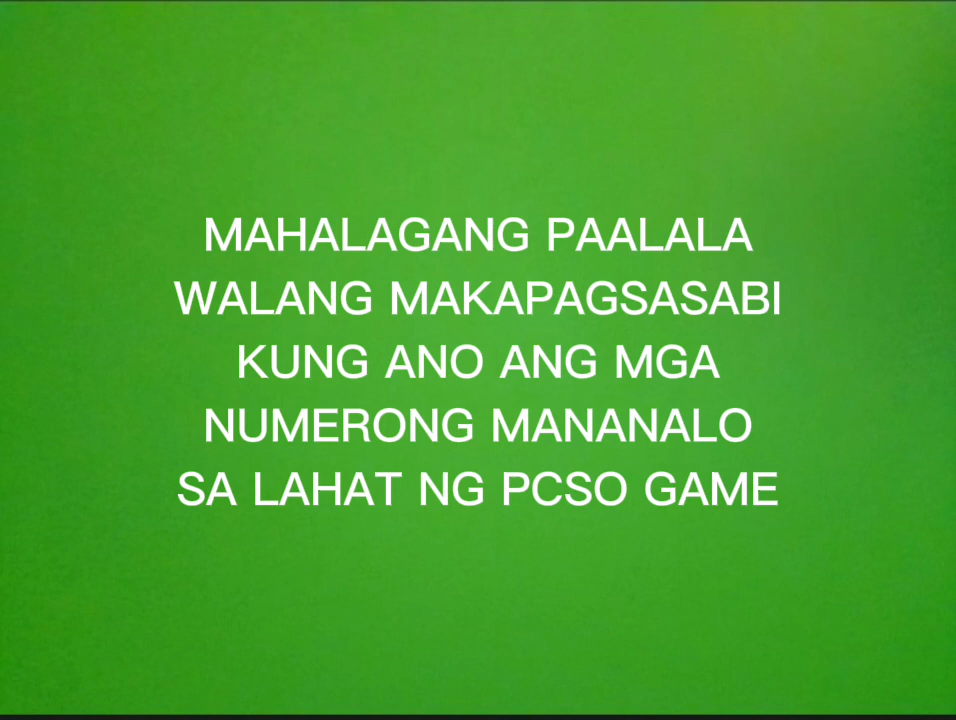 MAHALAGANG PAALALA
WALANG MAKAPAGSASABI
KUNG ANO ANG MGA
NUMERONG MANANALO
SA LAHAT NG PCSO GAME